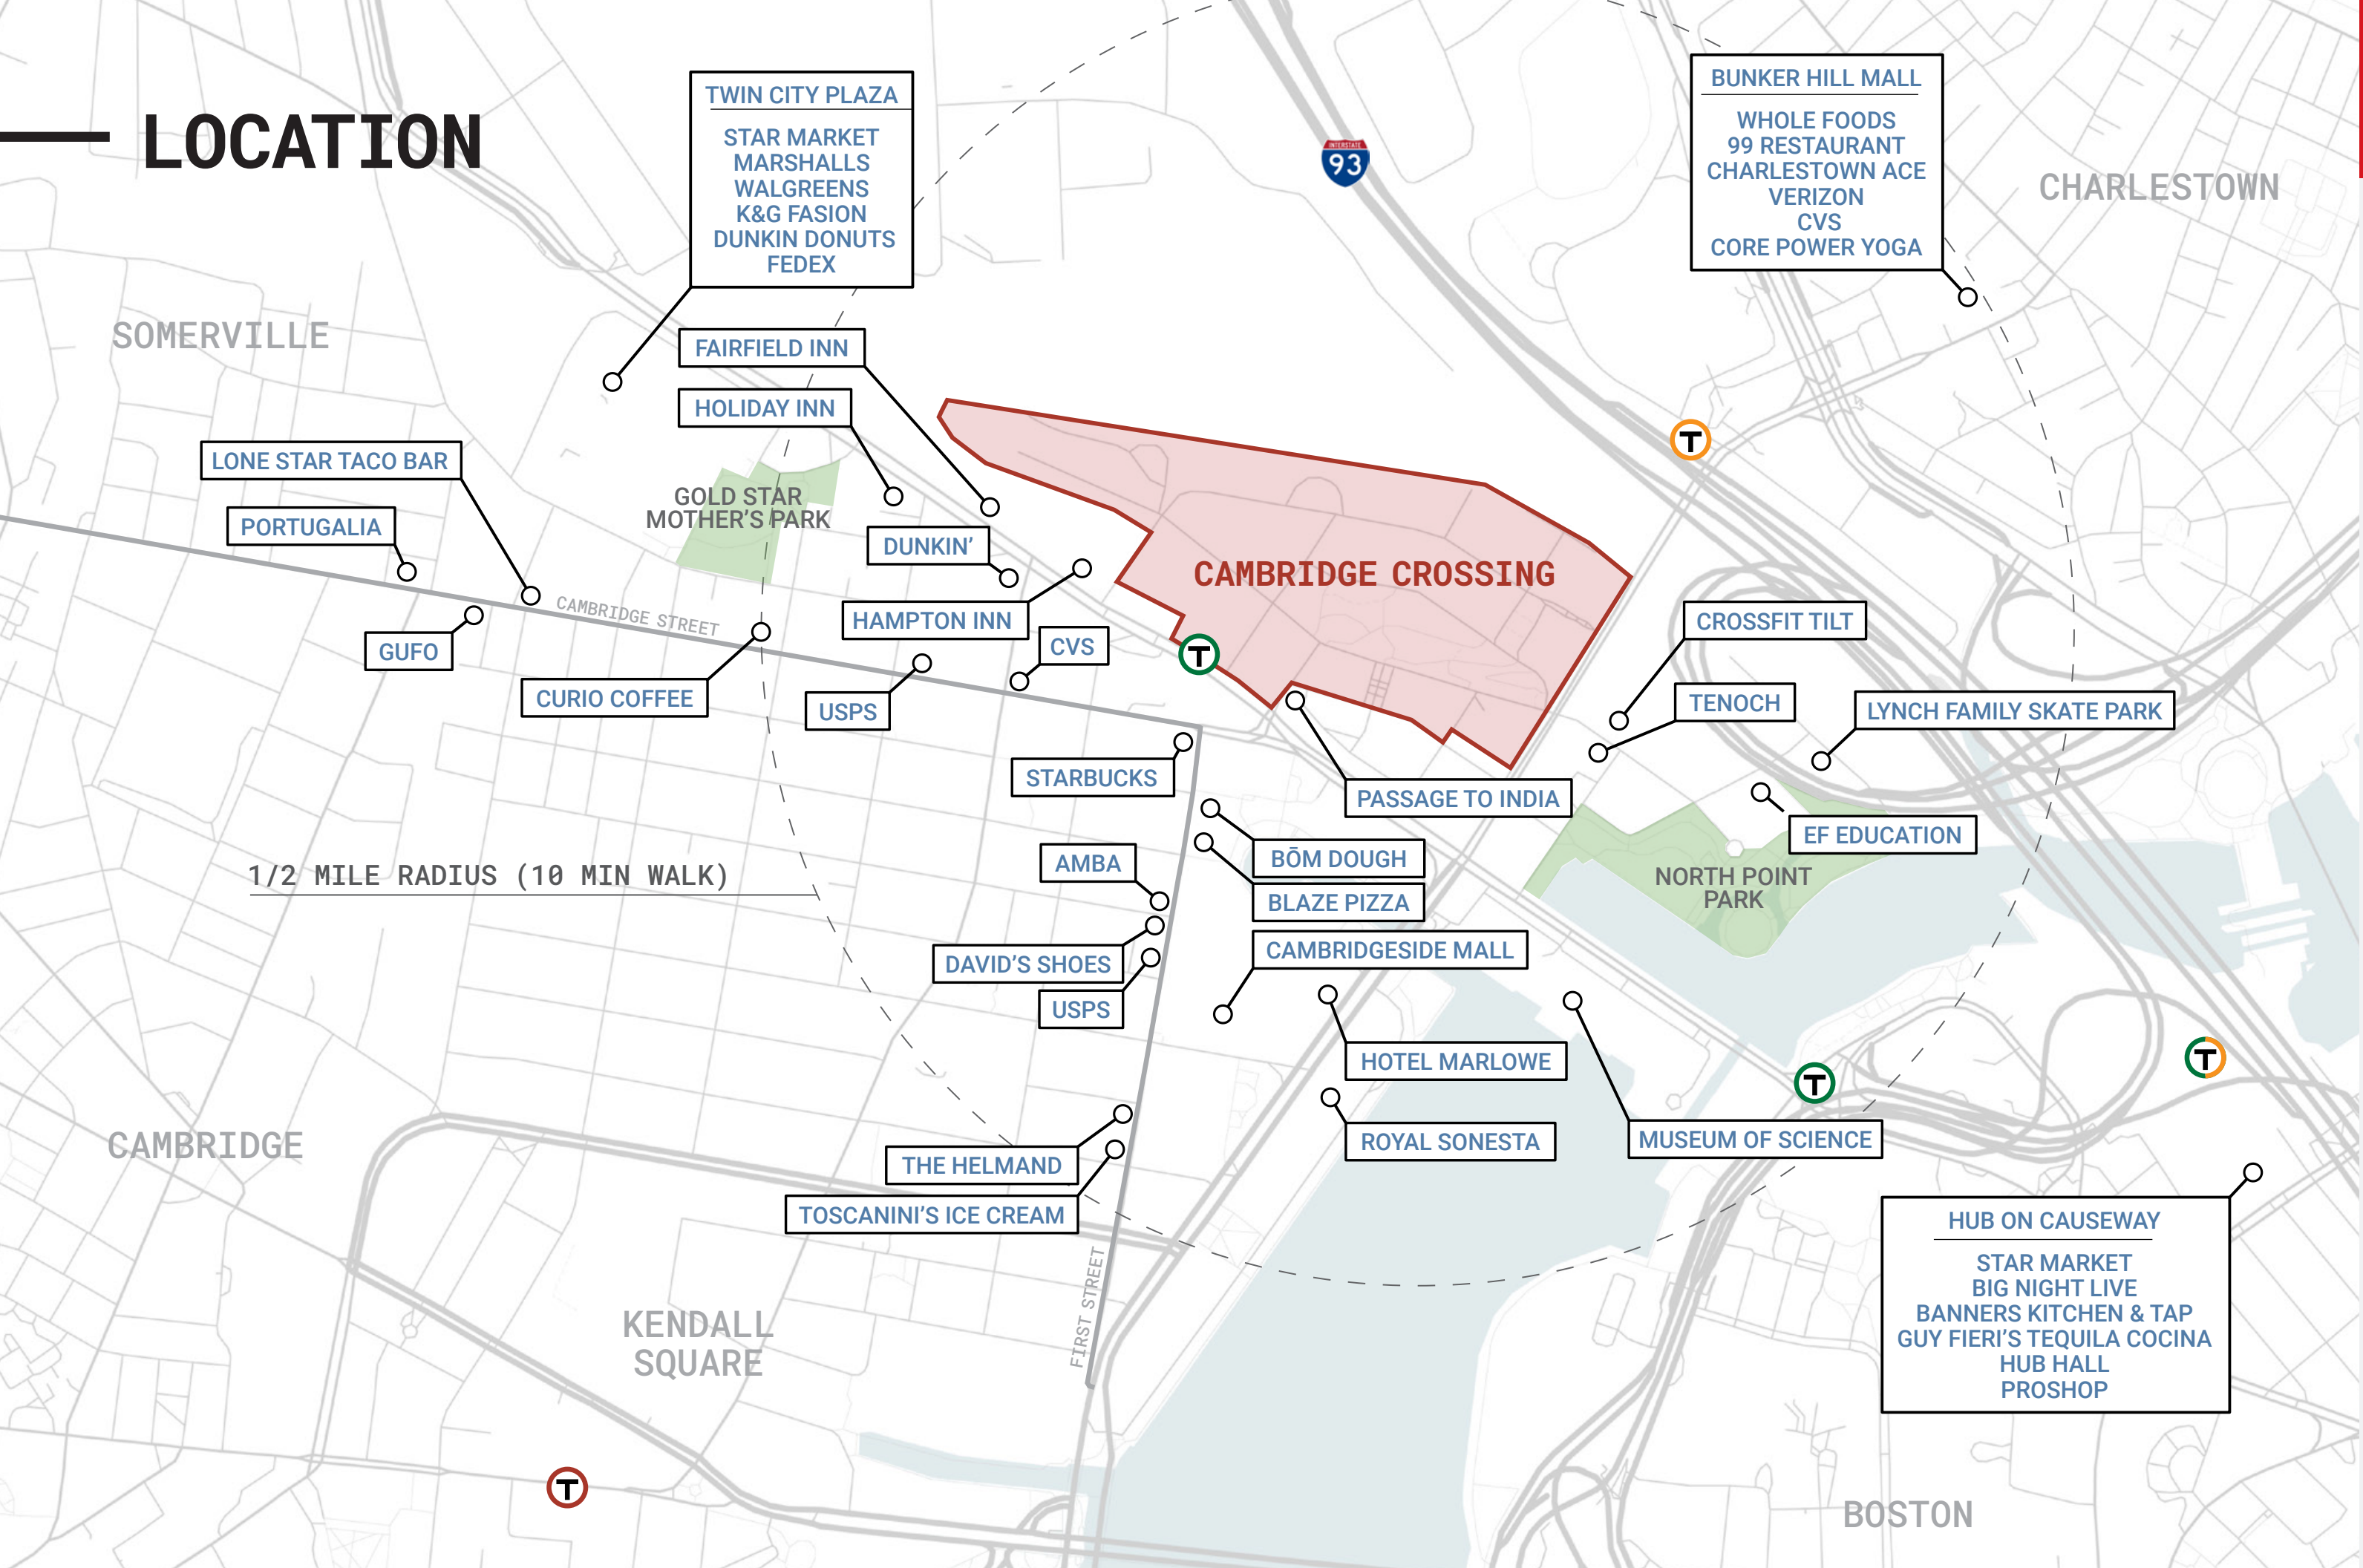 LOCATION
TWIN CITY PLAZA
STAR MARKET
MARSHALLS
WALGREENS
K&G FASION
DUNKIN DONUTS
FEDEX
INTERSTATE
93
BUNKER HILL MALL
WHOLE FOODS
99 RESTAURANT
CHARLESTOWN ACE
VERIZON
CVS
CORE POWER YOGA
CHARLESTOWN
SOMERVILLE
FAIRFIELD INN
HOLIDAY INN
T
LONE STAR TACO BAR
GOLD STAR
MOTHER'S PARK
PORTUGALIA
DUNKIN'
CAMBRIDGE CROSSING
CAMBRIDGE STREET
HAMPTON INN
CROSSFIT TILT
GUFO
CVS
T
CURIO COFFEE
USPS
TENOCH
LYNCH FAMILY SKATE PARK
STARBUCKS
PASSAGE TO INDIA
EF EDUCATION
1/2 MILE RADIUS (10 MIN WALK)
AMBA
BŌM DOUGH
BLAZE PIZZA
NORTH POINT
PARK
DAVID'S SHOES
CAMBRIDGESIDE MALL
USPS
HOTEL MARLOWE
T
T
CAMBRIDGE
ROYAL SONESTA
MUSEUM OF SCIENCE
THE HELMAND
TOSCANINI'S ICE CREAM
HUB ON CAUSEWAY
STAR MARKET
BIG NIGHT LIVE
BANNERS KITCHEN & TAP
GUY FIERI'S TEQUILA COCINA
HUB HALL
PROSHOP
FIRST STREET
KENDALL
SQUARE
T
BOSTON